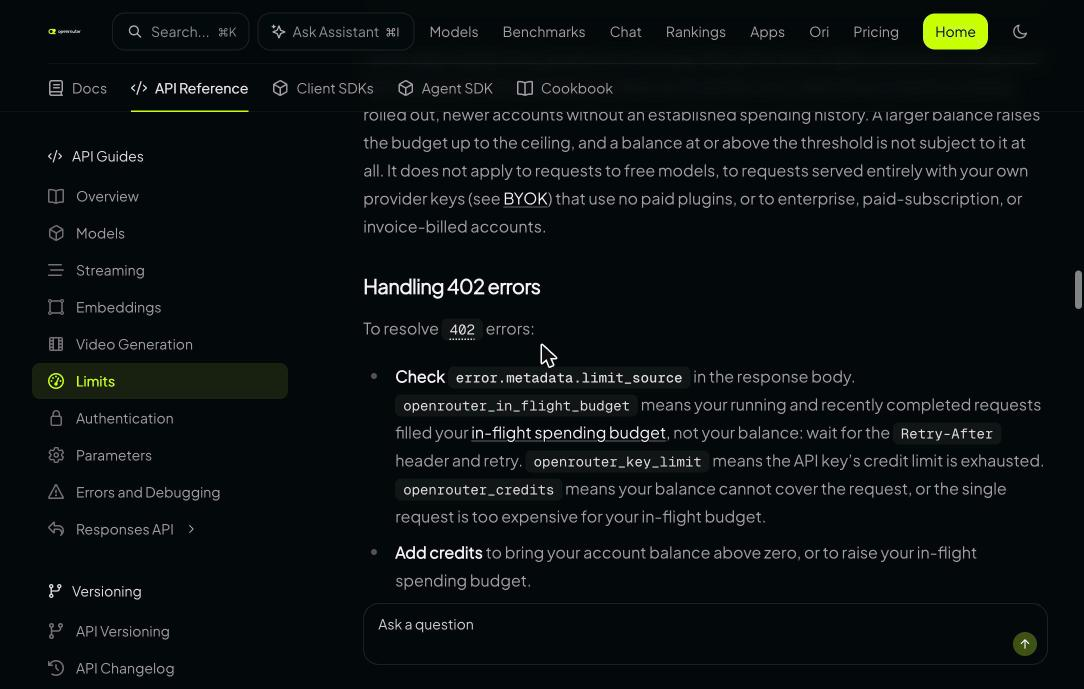 openrouter
Search... ⌘K
Ask Assistant ⌘I
Models
Benchmarks
Chat
Rankings
Apps
Ori
Pricing
Home
Docs
API Reference
Client SDKs
Agent SDK
Cookbook
API Guides
Overview
Models
Streaming
Embeddings
Video Generation
Limits
Authentication
Parameters
Errors and Debugging
Responses API
Versioning
API Versioning
API Changelog
rolled out, newer accounts without an established spending history. A larger balance raises
the budget up to the ceiling, and a balance at or above the threshold is not subject to it at
all. It does not apply to requests to free models, to requests served entirely with your own
provider keys (see BYOK) that use no paid plugins, or to enterprise, paid-subscription, or
invoice-billed accounts.
Handling 402 errors
To resolve 402 errors:
Check error.metadata.limit_source in the response body.
openrouter_in_flight_budget means your running and recently completed requests
filled your in-flight spending budget, not your balance: wait for the Retry-After
header and retry. openrouter_key_limit means the API key's credit limit is exhausted.
openrouter_credits means your balance cannot cover the request, or the single
request is too expensive for your in-flight budget.
Add credits to bring your account balance above zero, or to raise your in-flight
spending budget.
Ask a question